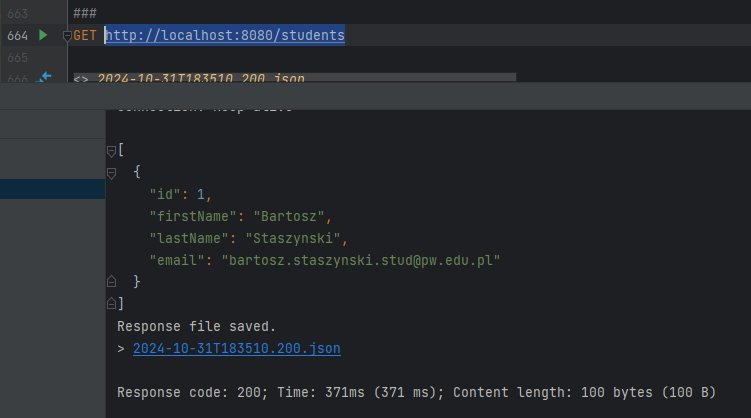 663 ###
664 GET http://localhost:8080/students
665
666 <> 2024-10-31T183510.200.json
Connection: keep-alive
[
{
"id": 1,
"firstName": "Bartosz",
"lastName": "Staszynski",
"email": "bartosz.staszynski.stud@pw.edu.pl"
}
]
Response file saved.
> 2024-10-31T183510.200.json
Response code: 200; Time: 371ms (371 ms); Content length: 100 bytes (100 B)